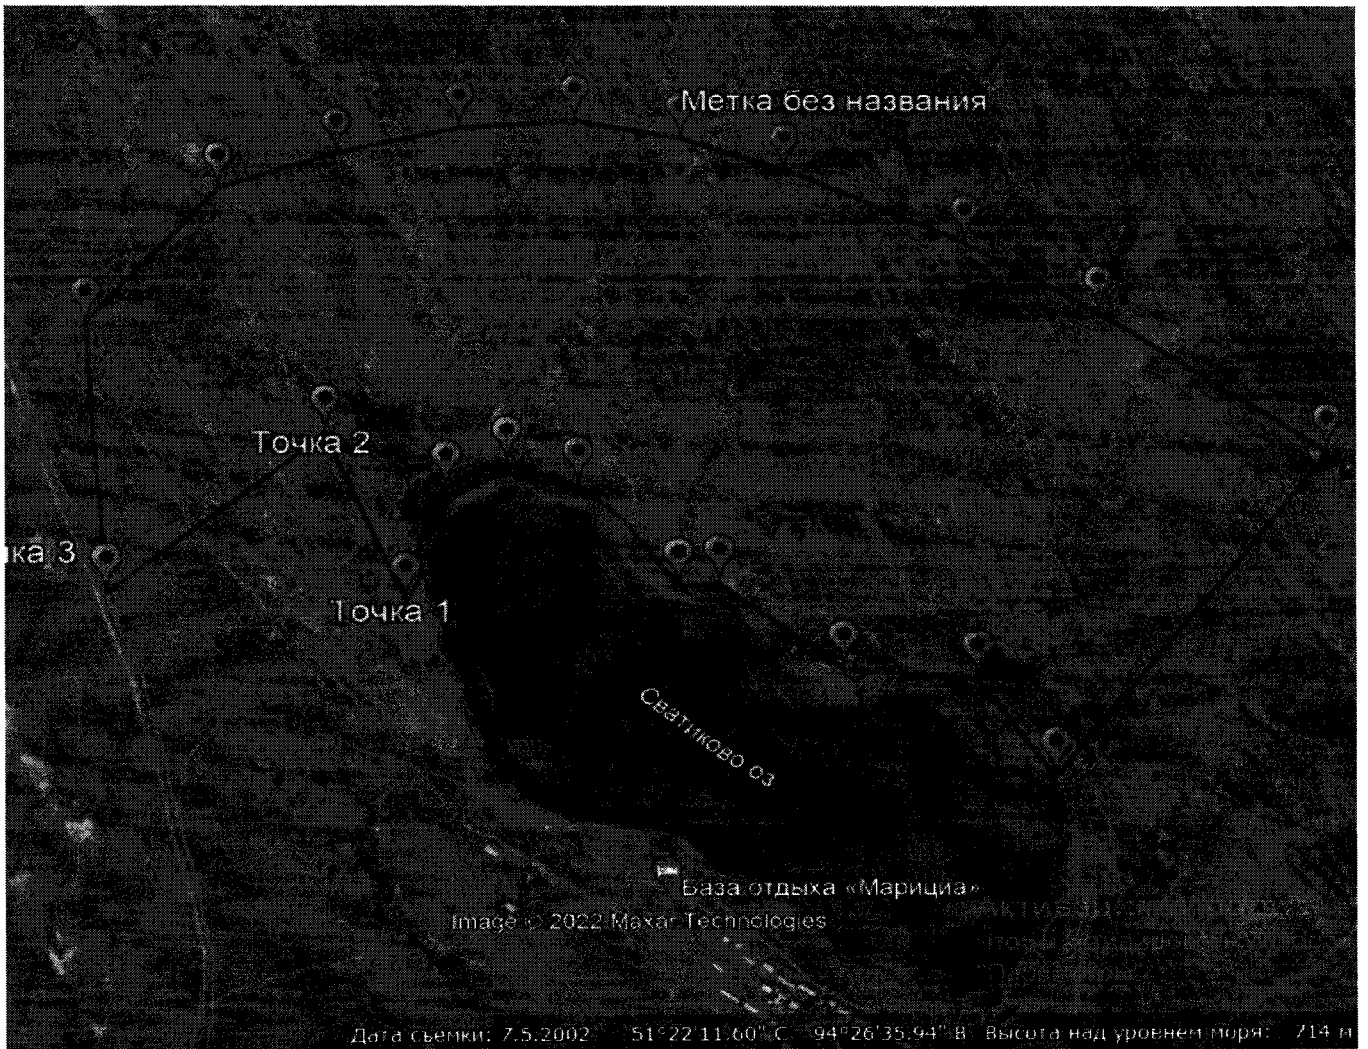 Метка без названия
Точка 2
ка 3
Точка 1
Сватиково оз
База отдыха «Марициа»
Image © 2022 Maxar Technologies
Дата съемки: 7.5.2002 51°22'11.60" С 94°26'35.94" В Высота над уровнем моря: 714 м